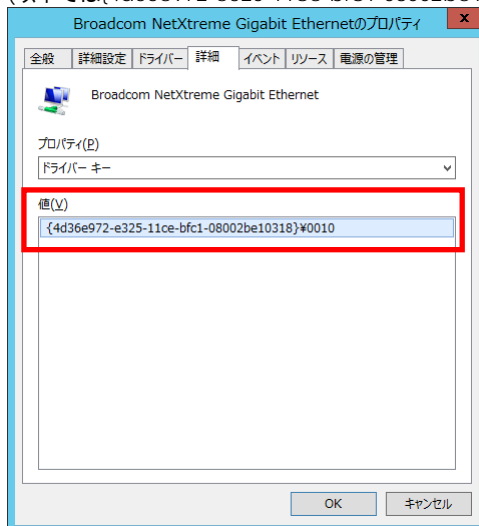 Broadcom NetXtreme Gigabit Ethernetのプロパティ x
全般 詳細設定 ドライバー 詳細 イベント リソース 電源の管理
Broadcom NetXtreme Gigabit Ethernet
プロパティ(P)
ドライバー キー
値(V)
{4d36e972-e325-11ce-bfc1-08002be10318}¥0010
OK キャンセル